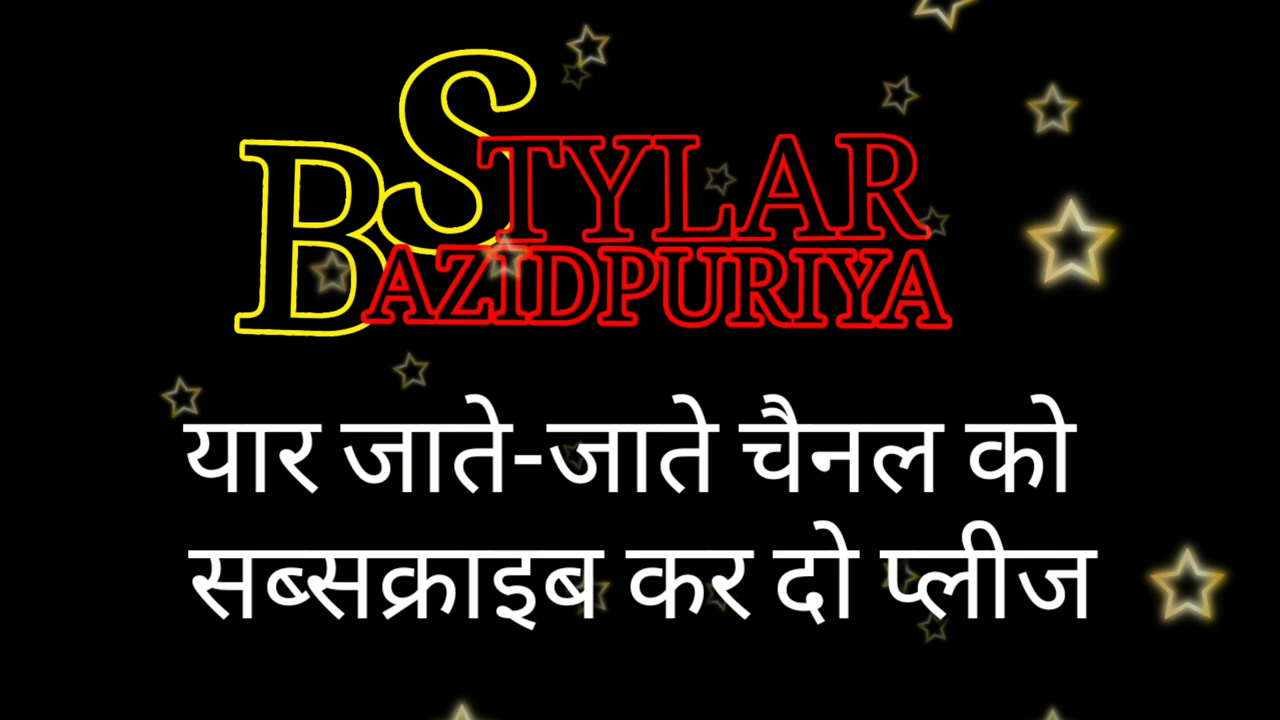 STYLAR
BAZIDPURIYA
यार जाते-जाते चैनल को
सब्सक्राइब कर दो प्लीज